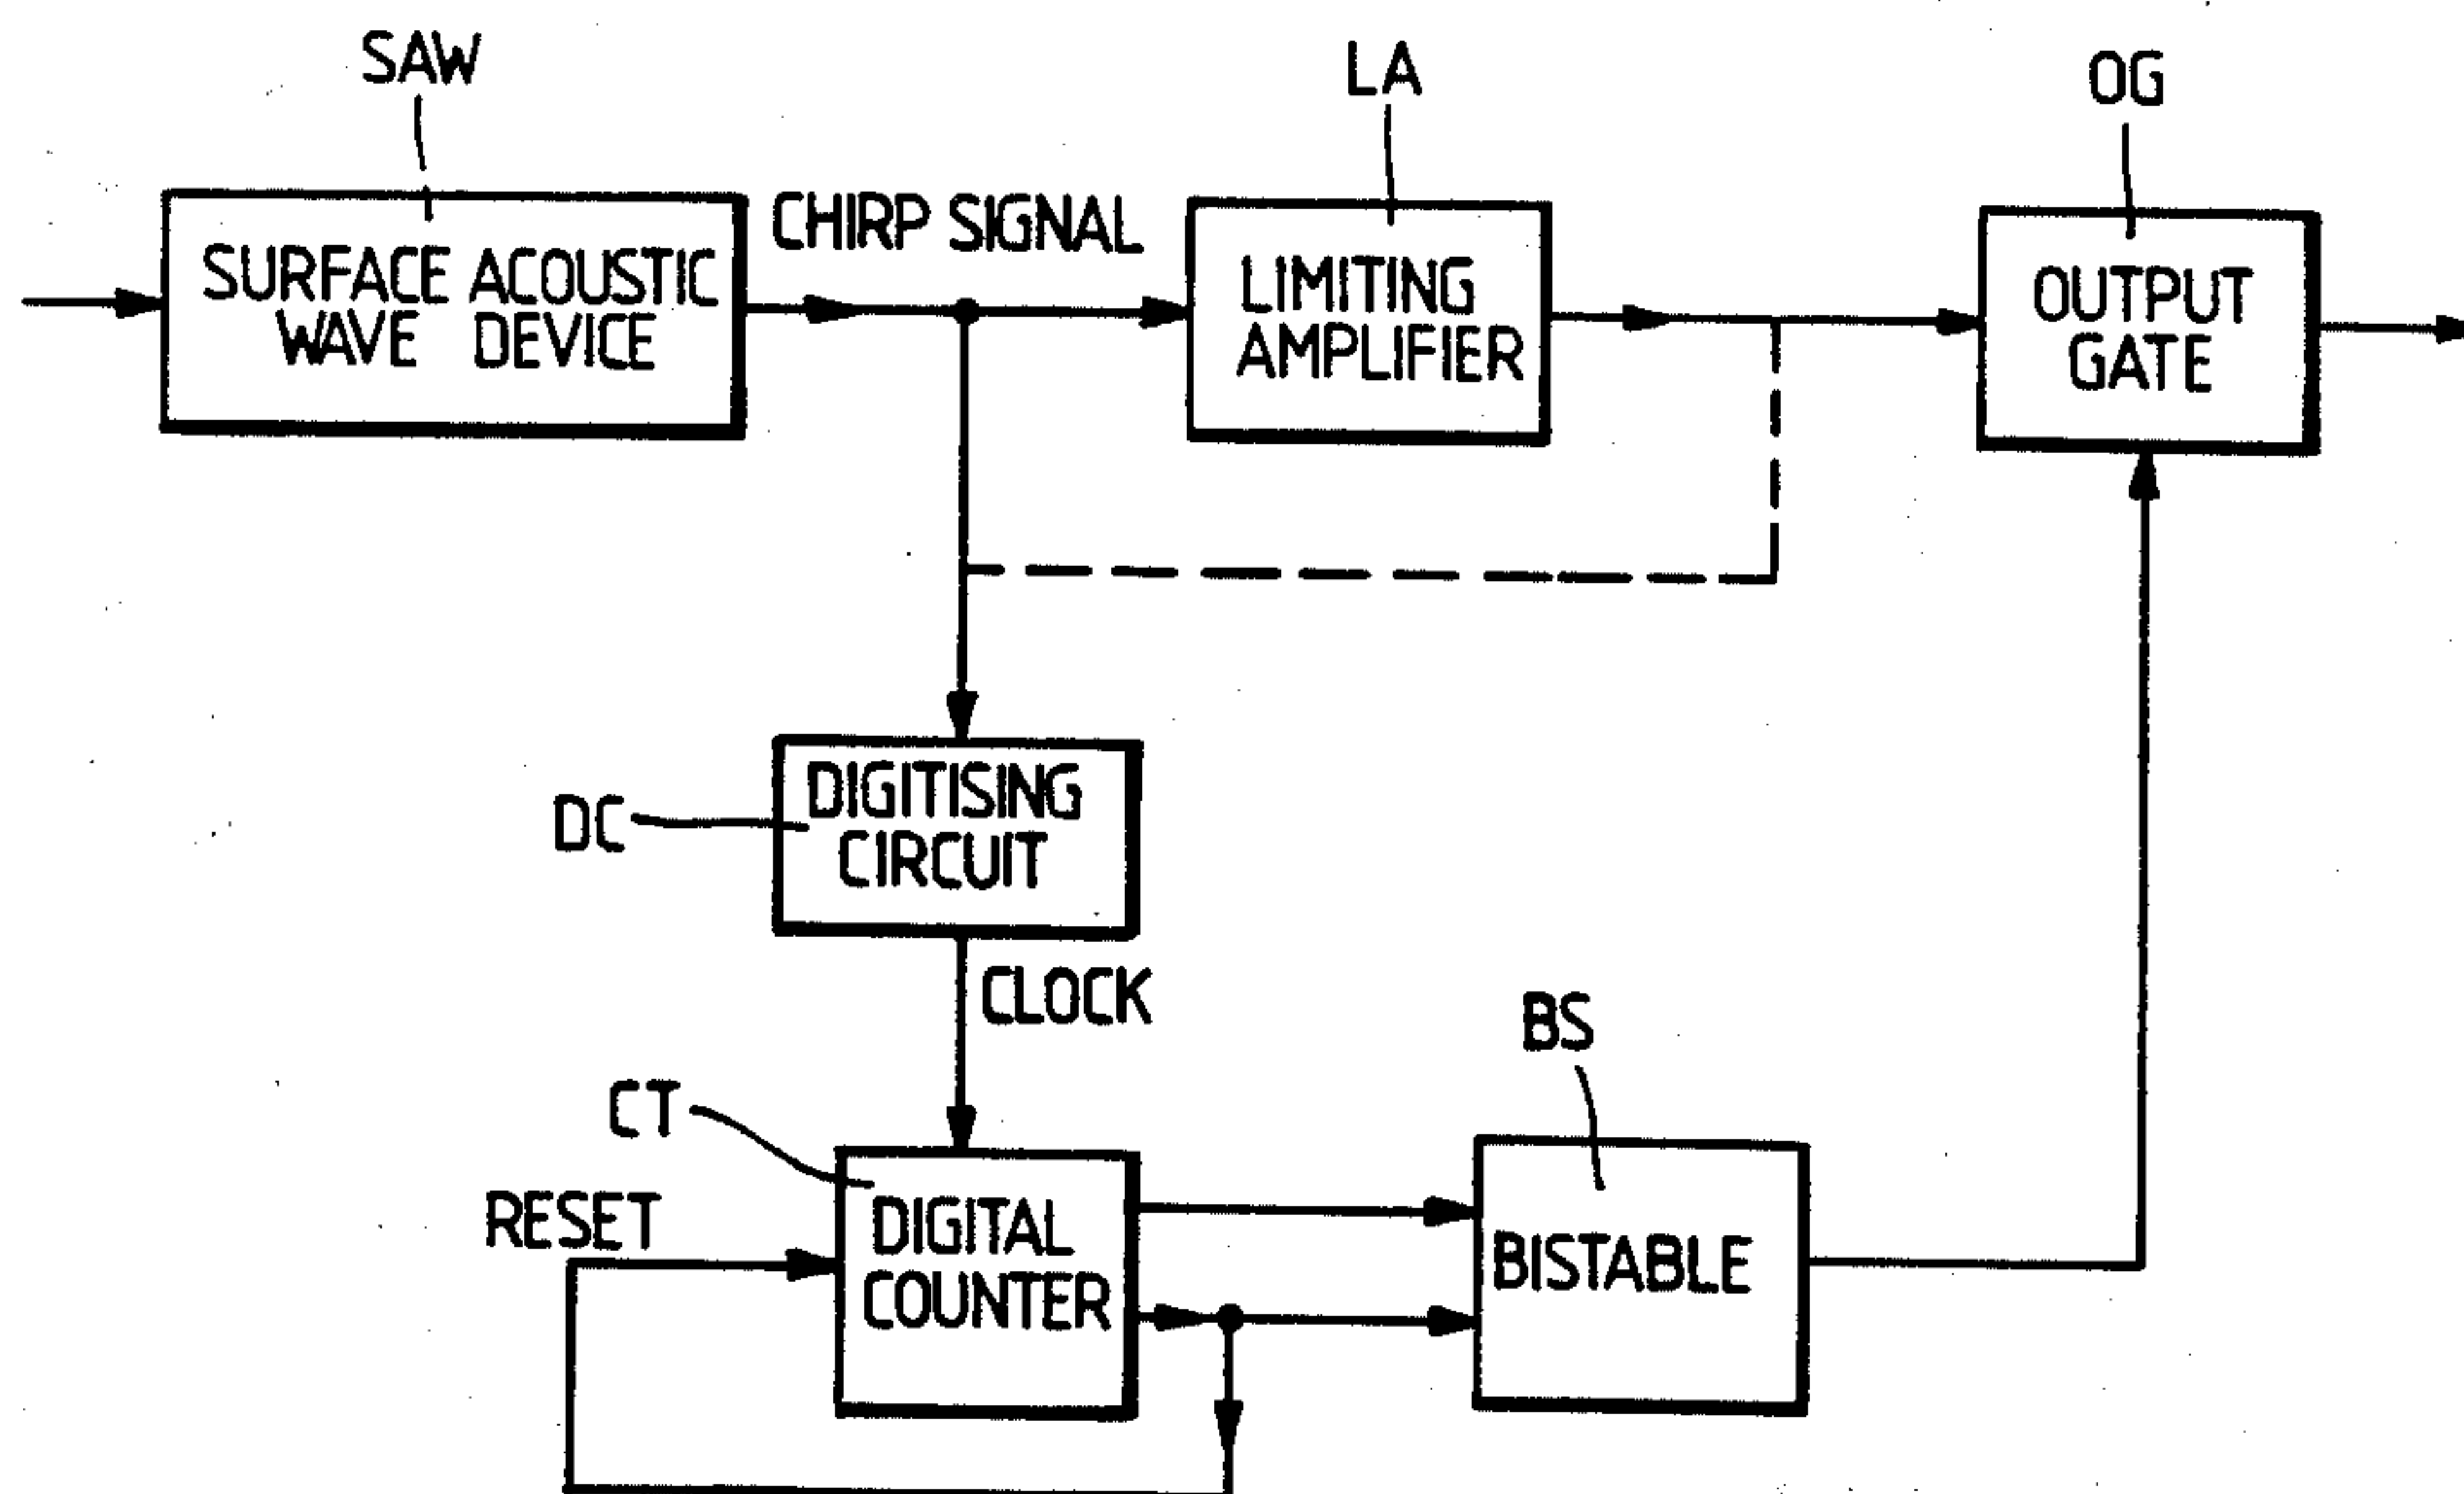 SAW
LA
OG
CHIRP SIGNAL
SURFACE ACOUSTIC
WAVE DEVICE
LIMITING
AMPLIFIER
OUTPUT
GATE
DC
DIGITISING
CIRCUIT
CLOCK
BS
CT
RESET
DIGITAL
COUNTER
BISTABLE